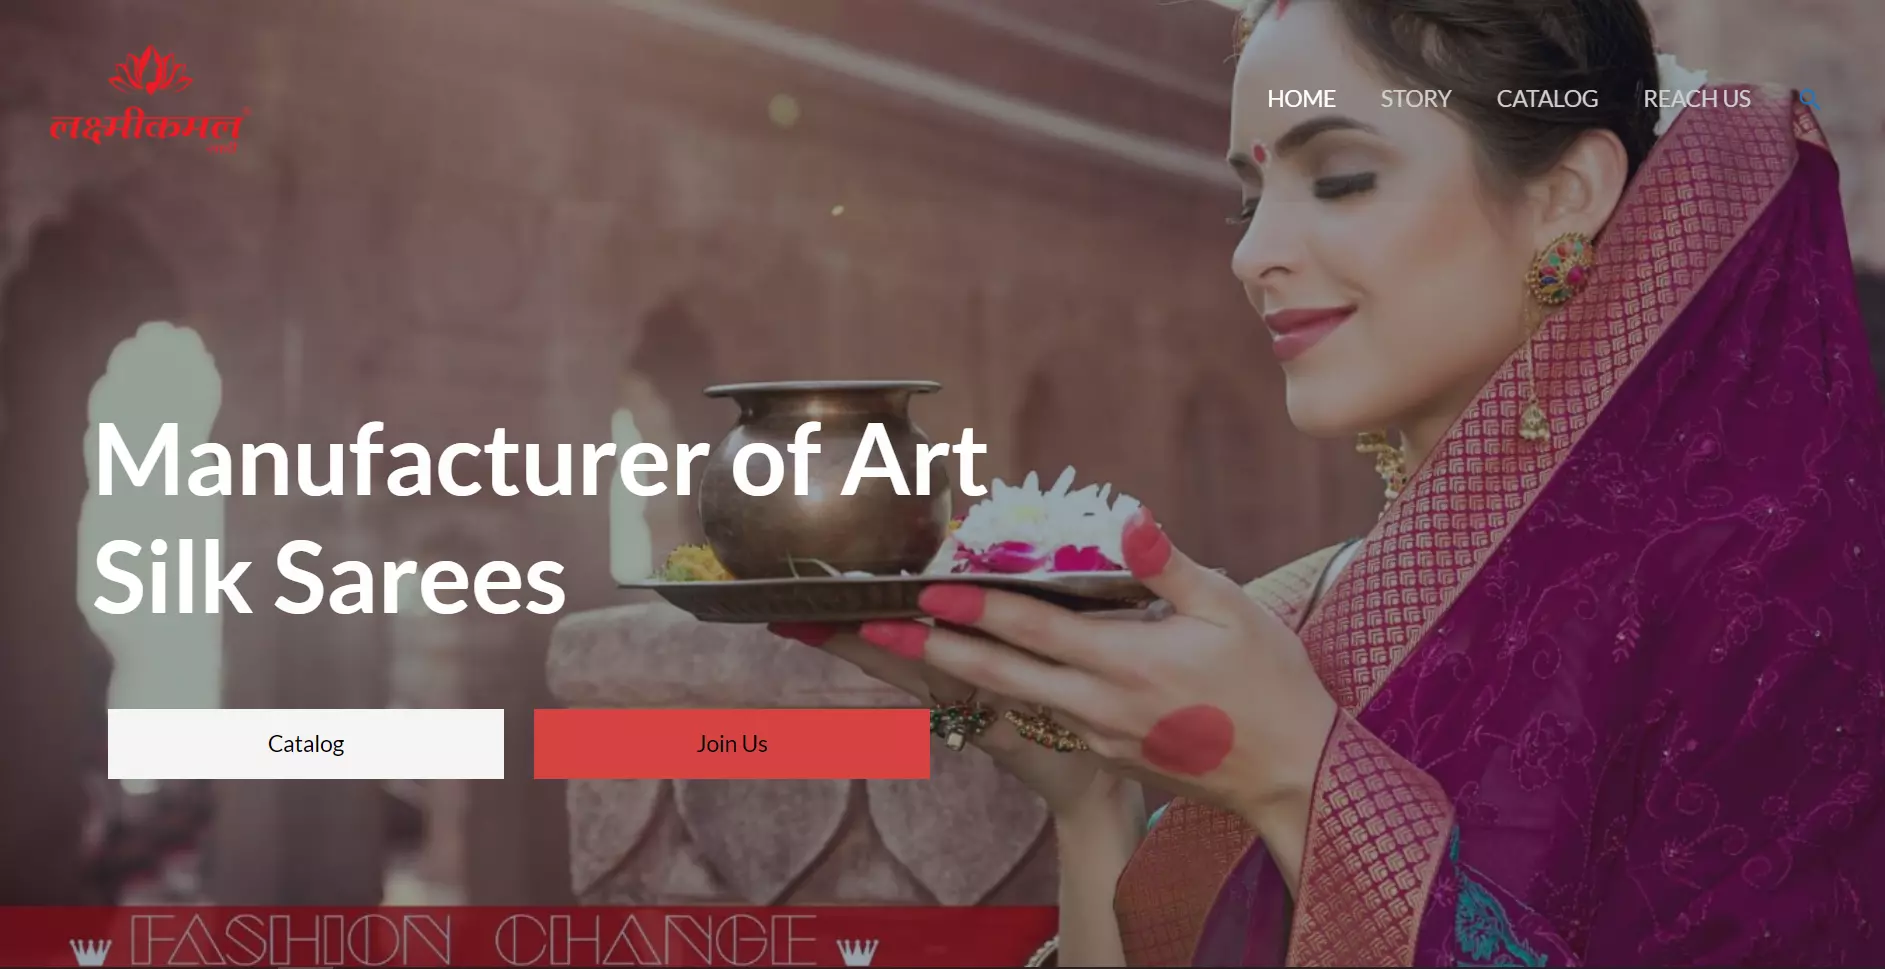 लक्ष्मीकमल
HOME STORY CATALOG REACH US
Manufacturer of Art
Silk Sarees
Catalog Join Us
FASHION CHANGE